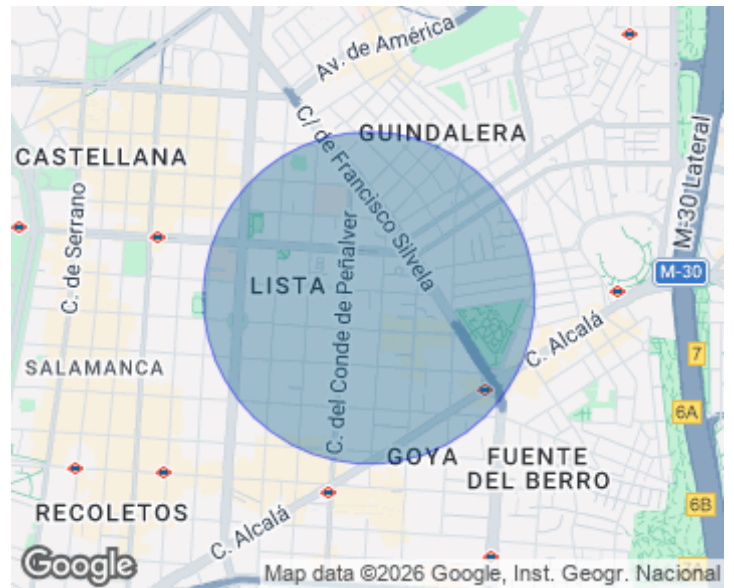 Av. de América
C/ de Francisco Silvela
GUINDALERA
CASTELLANA
M-30 Lateral
C. de Serrano
C. del Conde de Peñalver
LISTA
M-30
C. Alcalá
7
SALAMANCA
6A
GOYA
FUENTE
DEL BERRO
RECOLETOS
C. Alcalá
6B
Google
Map data ©2026 Google, Inst. Geogr. Nacional